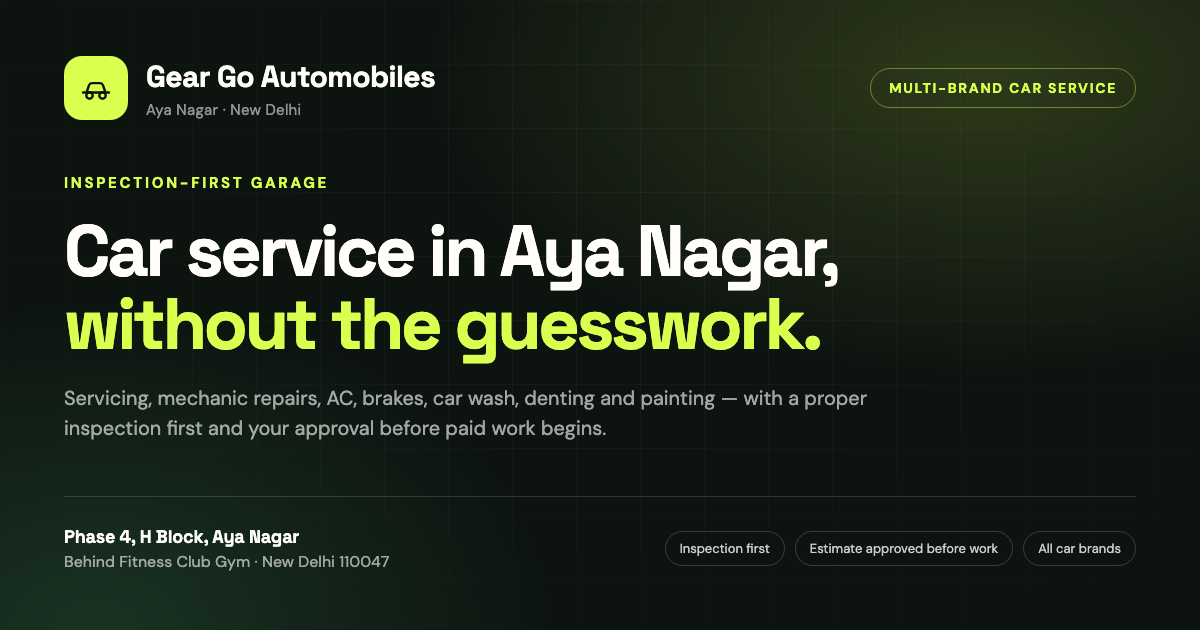 Gear Go Automobiles
Aya Nagar · New Delhi
MULTI-BRAND CAR SERVICE
INSPECTION-FIRST GARAGE
Car service in Aya Nagar,
without the guesswork.
Servicing, mechanic repairs, AC, brakes, car wash, denting and painting — with a proper
inspection first and your approval before paid work begins.
Phase 4, H Block, Aya Nagar
Behind Fitness Club Gym · New Delhi 110047
Inspection first
Estimate approved before work
All car brands